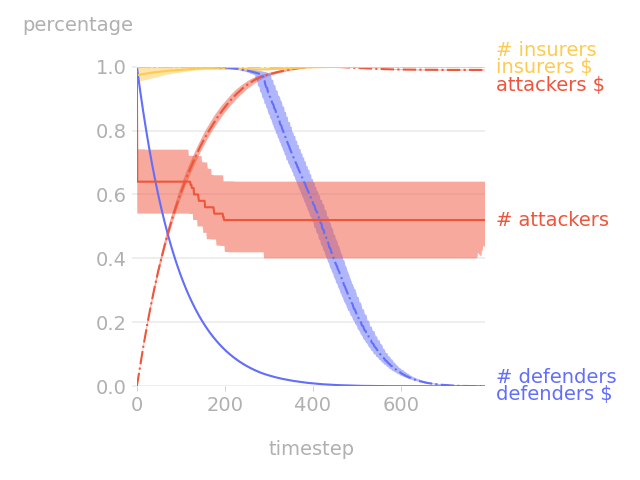 percentage
# insurers
insurers $
attackers $
1.0
0.8
0.6
# attackers
0.4
0.2
# defenders
defenders $
0.0
0
200
400
600
timestep